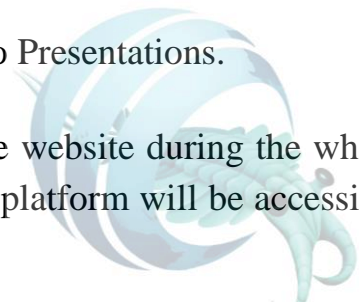 o Presentations.
e website during the wh
platform will be accessi